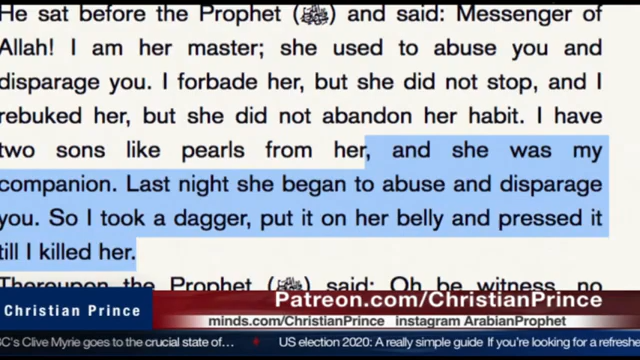 He sat before the Prophet (ﷺ) and said: Messenger of
Allah! I am her master; she used to abuse you and
disparage you. I forbade her, but she did not stop, and I
rebuked her, but she did not abandon her habit. I have
two sons like pearls from her, and she was my
companion. Last night she began to abuse and disparage
you. So I took a dagger, put it on her belly and pressed it
till I killed her.
Thereupon the Prophet (ﷺ) said: Oh be witness, no
Christian Prince
Patreon.com/ChristianPrince
minds.com/ChristianPrince instagram ArabianProphet
C's Clive Myrie goes to the crucial state of… US election 2020: A really simple guide If you're looking for a refreshe